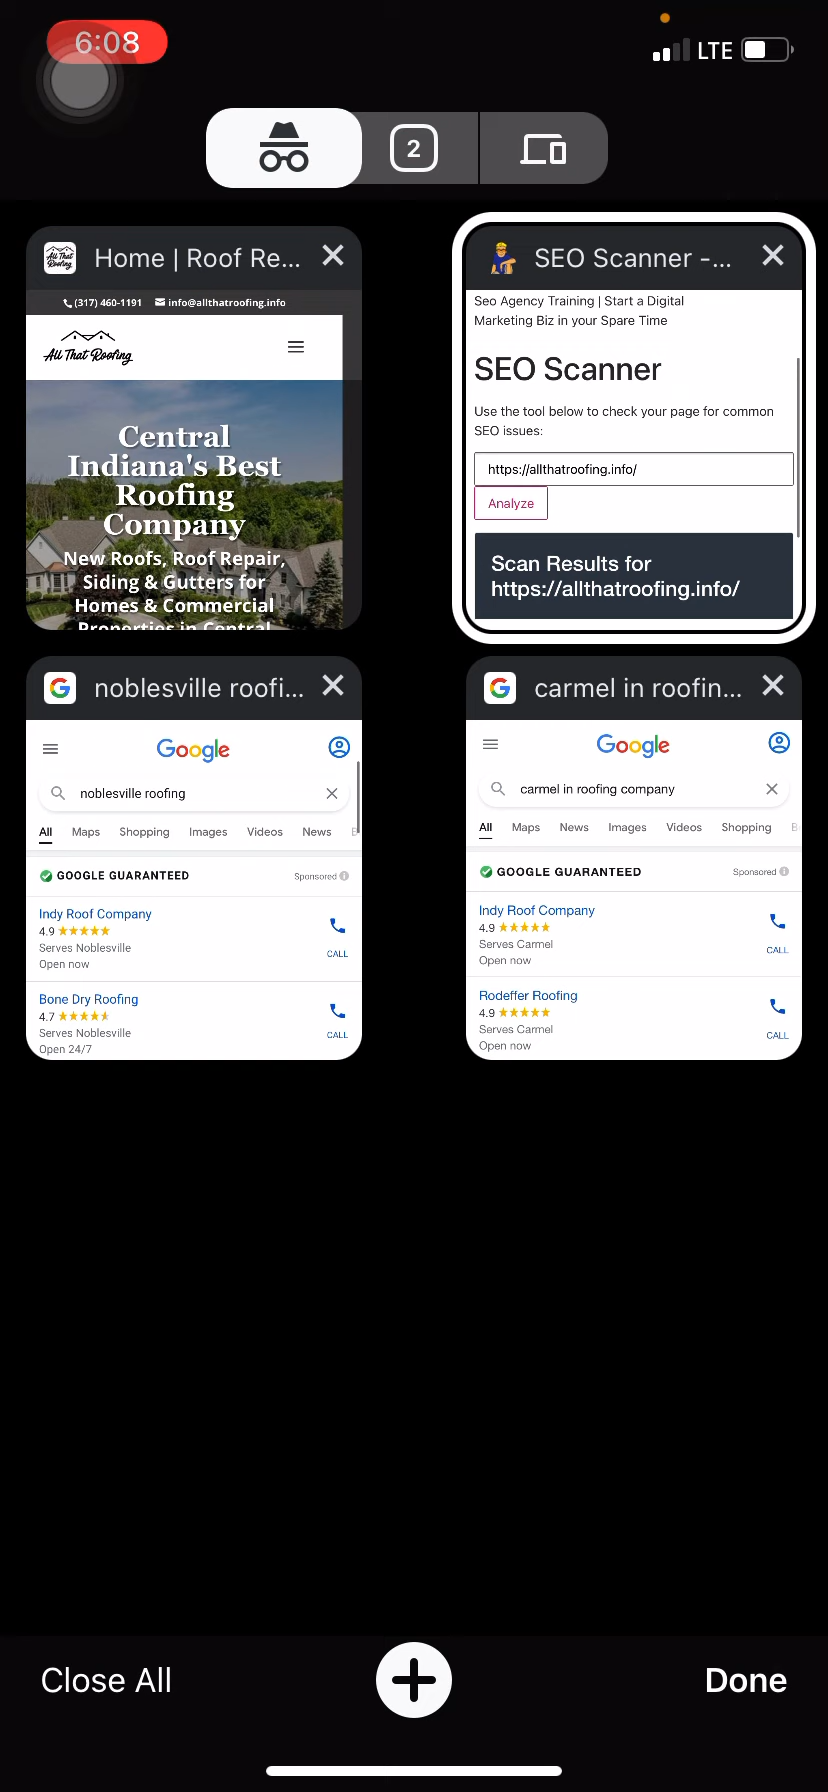 6:08
LTE
2
Home | Roof Re...
(317) 460-1191 info@allthatroofing.info
All That Roofing
Central
Indiana's Best
Roofing
Company
New Roofs, Roof Repair,
Siding & Gutters for
Homes & Commercial
Properties in Central
SEO Scanner -...
Seo Agency Training | Start a Digital
Marketing Biz in your Spare Time
SEO Scanner
Use the tool below to check your page for common
SEO issues:
https://allthatroofing.info/
Analyze
Scan Results for
https://allthatroofing.info/
noblesville roofi...
Google
noblesville roofing
All Maps Shopping Images Videos News
GOOGLE GUARANTEED Sponsored
Indy Roof Company
4.9
Serves Noblesville
Open now
CALL
Bone Dry Roofing
4.7
Serves Noblesville
Open 24/7
CALL
carmel in roofin...
Google
carmel in roofing company
All Maps News Images Videos Shopping B
GOOGLE GUARANTEED Sponsored
Indy Roof Company
4.9
Serves Carmel
Open now
CALL
Rodeffer Roofing
4.9
Serves Carmel
Open now
CALL
Close All
Done